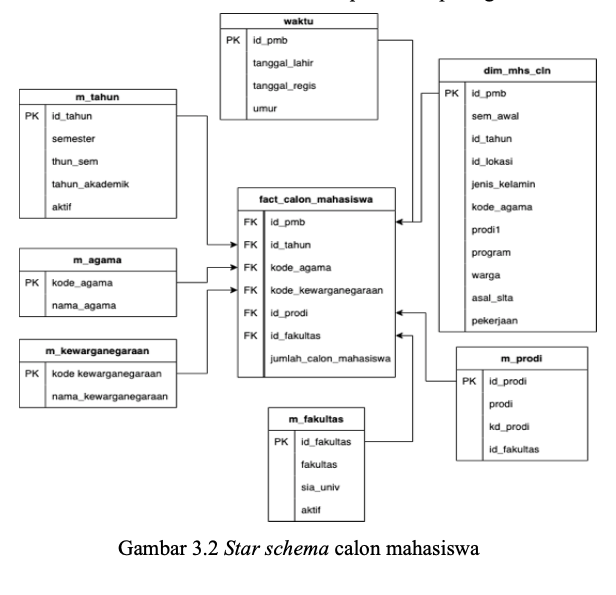 waktu
PK id_pmb
tanggal_lahir
tanggal_regis
umur
dim_mhs_cln
PK id_pmb
sem_awal
id_tahun
id_lokasi
jenis_kelamin
kode_agama
prodi1
program
warga
asal_slta
pekerjaan
m_tahun
PK id_tahun
semester
thun_sem
tahun_akademik
aktif
fact_calon_mahasiswa
FK id_pmb
FK id_tahun
FK kode_agama
FK kode_kewarganegaraan
FK id_prodi
FK id_fakultas
jumlah_calon_mahasiswa
m_agama
PK kode_agama
nama_agama
m_kewarganegaraan
PK kode kewarganegaraan
nama_kewarganegaraan
m_prodi
PK id_prodi
prodi
kd_prodi
id_fakultas
m_fakultas
PK id_fakultas
fakultas
sia_univ
aktif
Gambar 3.2 Star schema calon mahasiswa